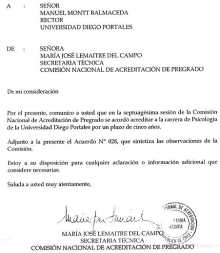 A : SEÑOR
MANUEL MONTT BALMACEDA
RECTOR
UNIVERSIDAD DIEGO PORTALES
DE : SEÑORA
MARÍA JOSÉ LEMAITRE DEL CAMPO
SECRETARIA TÉCNICA
COMISIÓN NACIONAL DE ACREDITACIÓN DE PREGRADO
De mi consideración
Por el presente, comunico a usted que en la septuagésima sesión de la Comisión
Nacional de Acreditación de Pregrado se acordó acreditar a la carrera de Psicología
de la Universidad Diego Portales por un plazo de cinco años.
Adjunto a la presente el Acuerdo N° 028, que sintetiza las observaciones de la
Comisión.
Estoy a su disposición para cualquier aclaración o información adicional que
considere necesarias.
Saluda a usted muy atentamente,
MARÍA JOSÉ LEMAITRE DEL CAMPO
SECRETARIA TÉCNICA
COMISIÓN NACIONAL DE ACREDITACIÓN DE PREGRADO